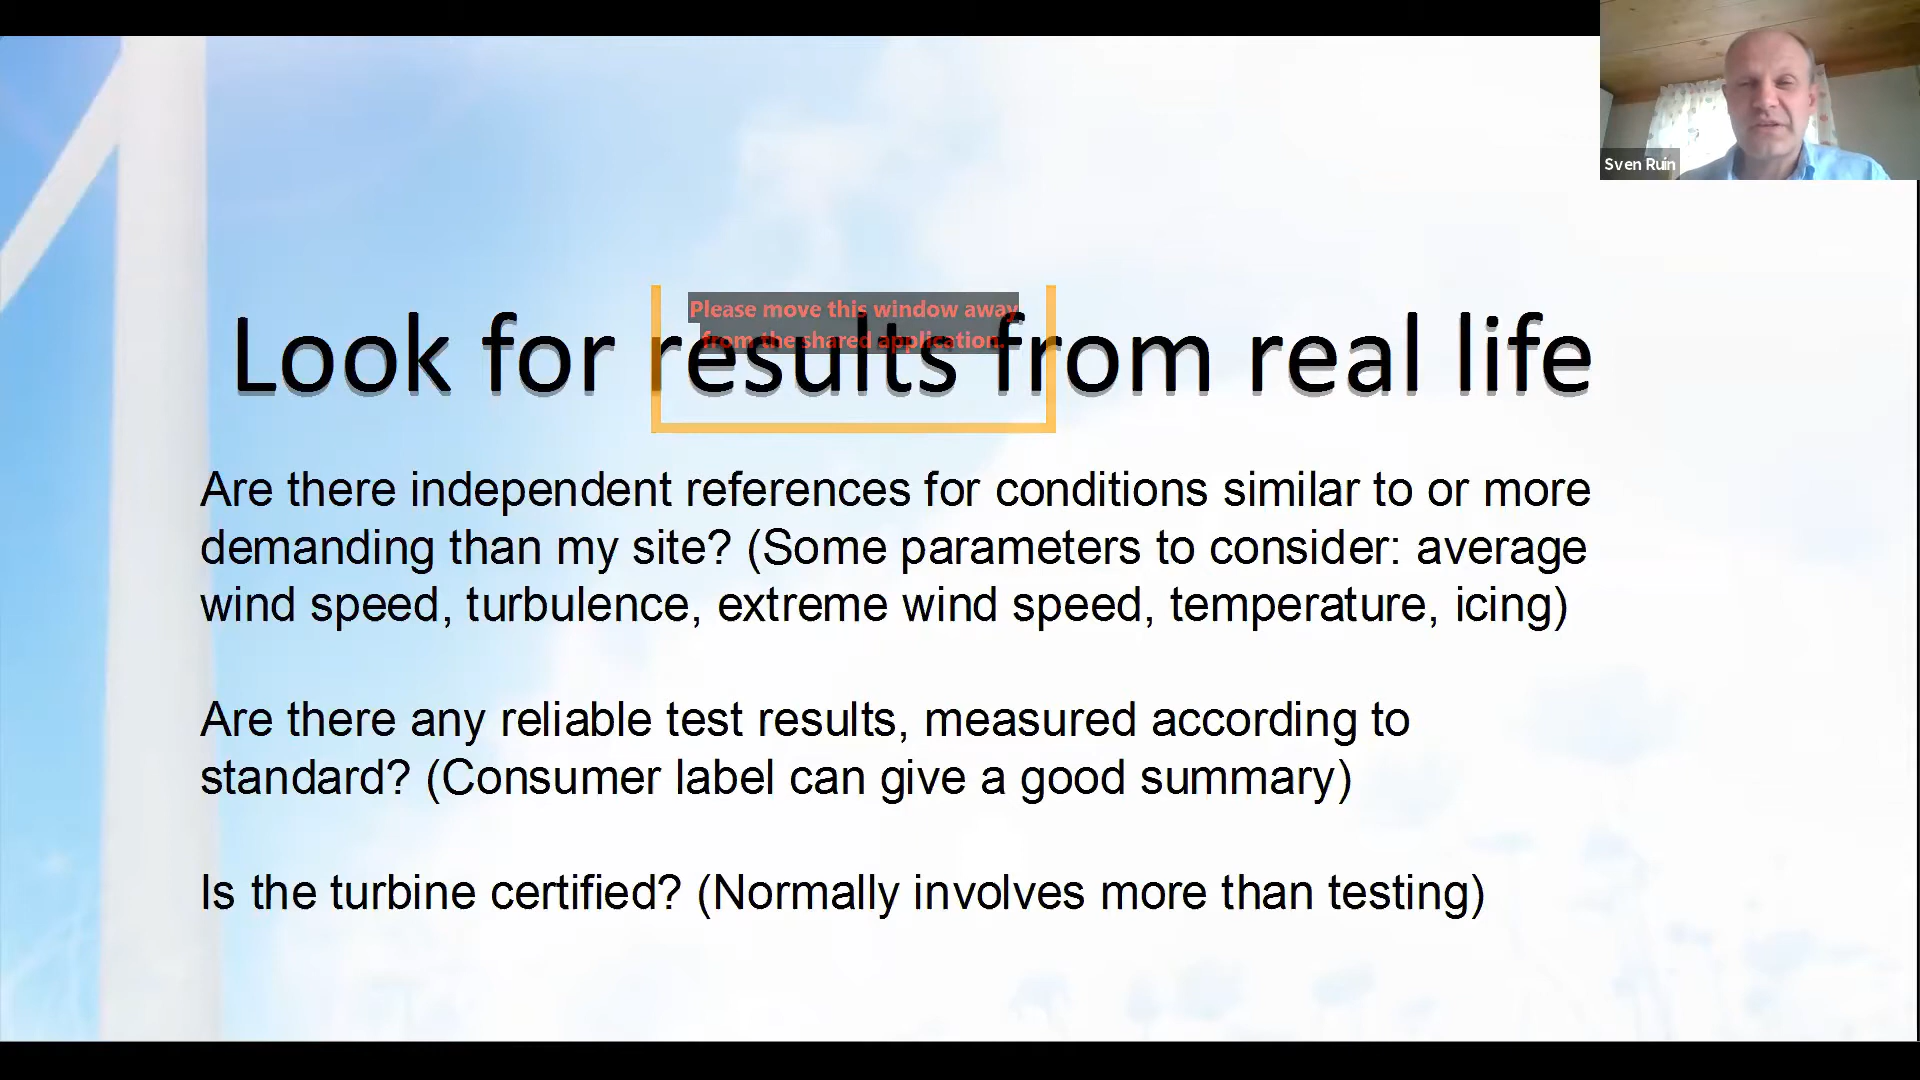 Sven Ruin
Please move this window away
from the shared application.
Look for results from real life
Are there independent references for conditions similar to or more
demanding than my site? (Some parameters to consider: average
wind speed, turbulence, extreme wind speed, temperature, icing)
Are there any reliable test results, measured according to
standard? (Consumer label can give a good summary)
Is the turbine certified? (Normally involves more than testing)